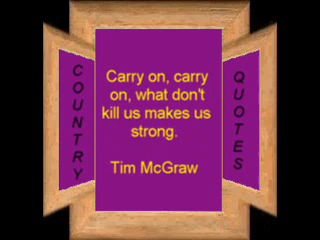 COUNTRY
Carry on, carry
on, what don't
kill us makes us
strong.
Tim McGraw
QUOTES